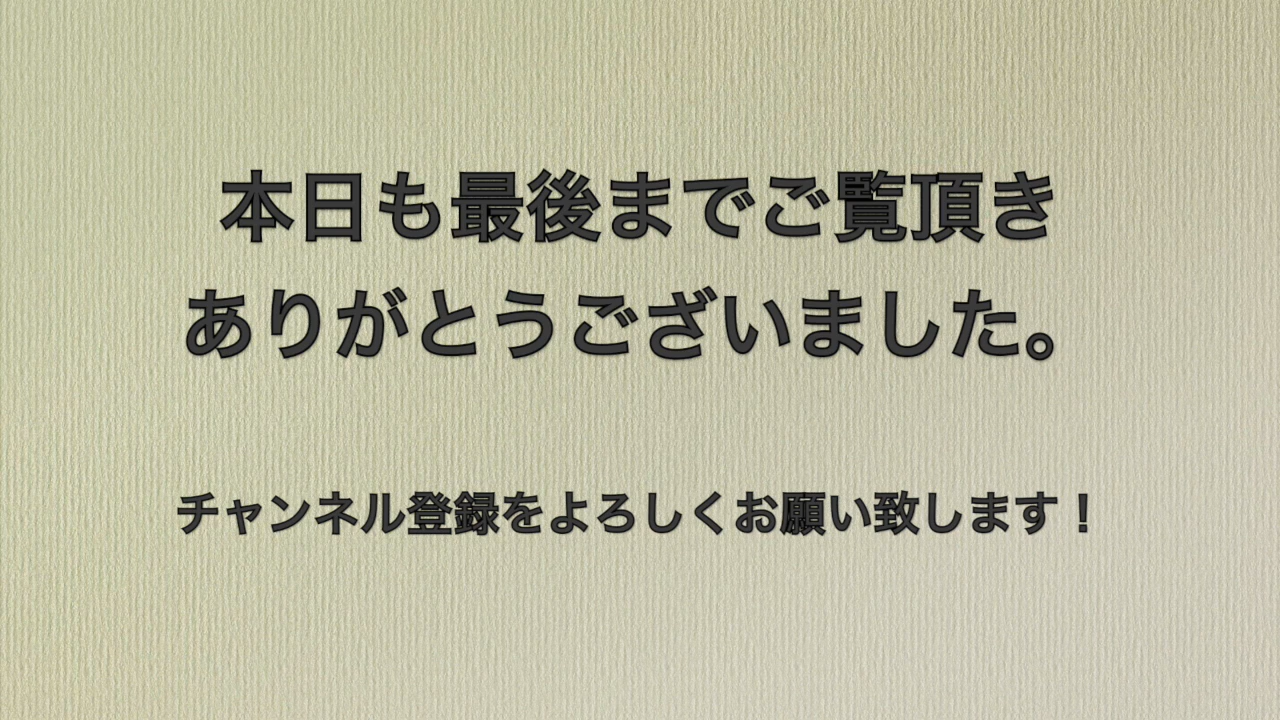 本日も最後までご覧頂き
ありがとうございました。
チャンネル登録をよろしくお願い致します！